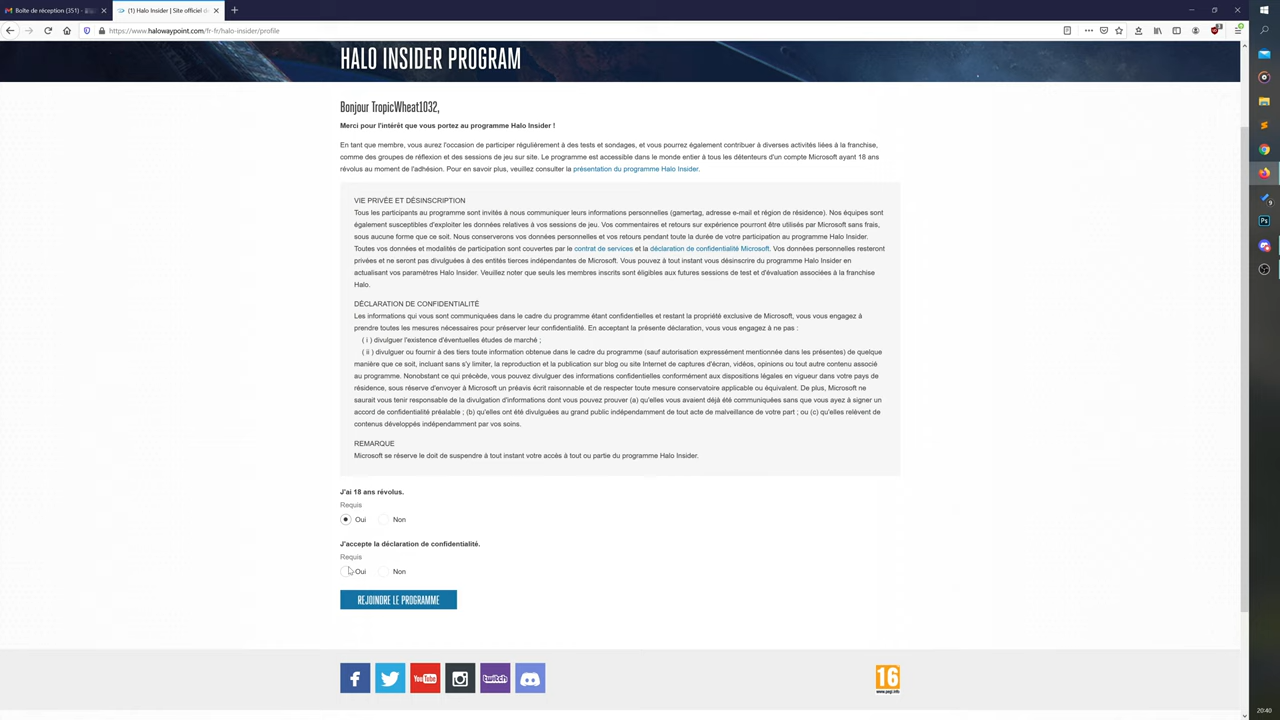 Boîte de réception (351) -
(1) Halo Insider | Site officiel d
https://www.halowaypoint.com/fr-fr/halo-insider/profile
HALO INSIDER PROGRAM
Bonjour TropicWheat1032,
Merci pour l'intérêt que vous portez au programme Halo Insider !
En tant que membre, vous aurez l'occasion de participer régulièrement à des tests et sondages, et vous pourrez également contribuer à diverses activités liées à la franchise,
comme des groupes de réflexion et des sessions de jeu sur site. Le programme est accessible dans le monde entier à tous les détenteurs d'un compte Microsoft ayant 18 ans
révolus au moment de l'adhésion. Pour en savoir plus, veuillez consulter la présentation du programme Halo Insider.
VIE PRIVÉE ET DÉSINSCRIPTION
Tous les participants au programme sont invités à nous communiquer leurs informations personnelles (gamertag, adresse e-mail et région de résidence). Nos équipes sont
également susceptibles d'exploiter les données relatives à vos sessions de jeu. Vos commentaires et retours sur expérience pourront être utilisés par Microsoft sans frais,
sous aucune forme que ce soit. Nous conserverons vos données personnelles et vos retours pendant toute la durée de votre participation au programme Halo Insider.
Toutes vos données et modalités de participation sont couvertes par le contrat de services et la déclaration de confidentialité Microsoft. Vos données personnelles resteront
privées et ne seront pas divulguées à des entités tierces indépendantes de Microsoft. Vous pouvez à tout instant vous désinscrire du programme Halo Insider en
actualisant vos paramètres Halo Insider. Veuillez noter que seuls les membres inscrits sont éligibles aux futures sessions de test et d'évaluation associées à la franchise
Halo.
DÉCLARATION DE CONFIDENTIALITÉ
Les informations qui vous sont communiquées dans le cadre du programme étant confidentielles et restant la propriété exclusive de Microsoft, vous vous engagez à
prendre toutes les mesures nécessaires pour préserver leur confidentialité. En acceptant la présente déclaration, vous vous engagez à ne pas :
( i ) divulguer l'existence d'éventuelles études de marché ;
( ii ) divulguer ou fournir à des tiers toute information obtenue dans le cadre du programme (sauf autorisation expressément mentionnée dans les présentes) de quelque
manière que ce soit, incluant sans s'y limiter, la reproduction et la publication sur blog ou site Internet de captures d'écran, vidéos, opinions ou tout autre contenu associé
au programme. Nonobstant ce qui précède, vous pouvez divulguer des informations confidentielles conformément aux dispositions légales en vigueur dans votre pays de
résidence, sous réserve d'envoyer à Microsoft un préavis écrit raisonnable et de respecter toute mesure conservatoire applicable ou équivalent. De plus, Microsoft ne
saurait vous tenir responsable de la divulgation d'informations dont vous pouvez prouver (a) qu'elles vous avaient déjà été communiquées sans que vous ayez à signer un
accord de confidentialité préalable ; (b) qu'elles ont été divulguées au grand public indépendamment de tout acte de malveillance de votre part ; ou (c) qu'elles relèvent de
contenus développés indépendamment par vos soins.
REMARQUE
Microsoft se réserve le doit de suspendre à tout instant votre accès à tout ou partie du programme Halo Insider.
J'ai 18 ans révolus.
Requis
Oui Non
J'accepte la déclaration de confidentialité.
Requis
Oui Non
REJOINDRE LE PROGRAMME
YouTube
twitch
16
www.pegi.info
Ps
20:40